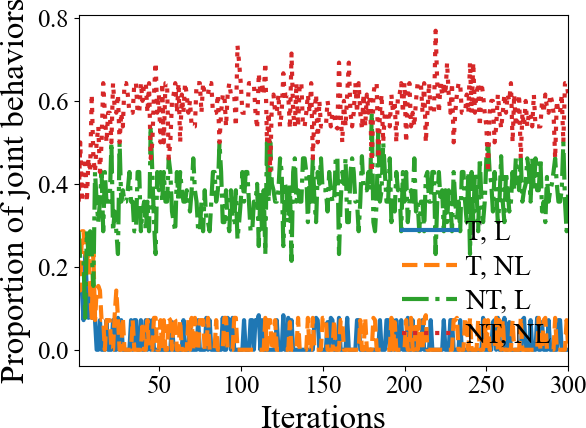 Proportion of joint behaviors
0.8
0.6
0.4
0.2
0.0
T, L
T, NL
NT, L
NT, NL
50
100
150
200
250
300
Iterations